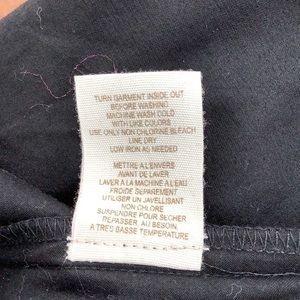 TURN GARMENT INSIDE OUT
BEFORE WASHING
MACHINE WASH COLD
WITH LIKE COLORS
USE ONLY NON CHLORINE BLEACH
LINE DRY
LOW IRON AS NEEDED
METTRE A L'ENVERS
AVANT DE LAVER
LAVER A LA MACHINE A L'EAU
FROIDE SEPAREMENT
UTILISER UN JAVELLISANT
NON CHLORE
SUSPENDRE POUR SECHER
REPASSER AU BESOIN
A TRES BASSE TEMPERATURE